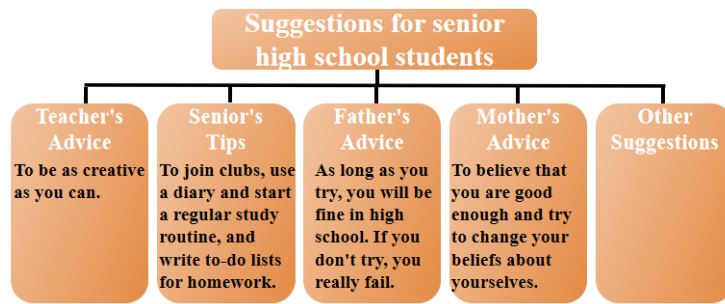 Suggestions for senior
high school students
Teacher's
Advice
To be as creative
as you can.
Senior's
Tips
To join clubs, use
a diary and start
a regular study
routine, and
write to-do lists
for homework.
Father's
Advice
As long as you
try, you will be
fine in high
school. If you
don't try, you
really fail.
Mother's
Advice
To believe that
you are good
enough and try
to change your
beliefs about
yourselves.
Other
Suggestions